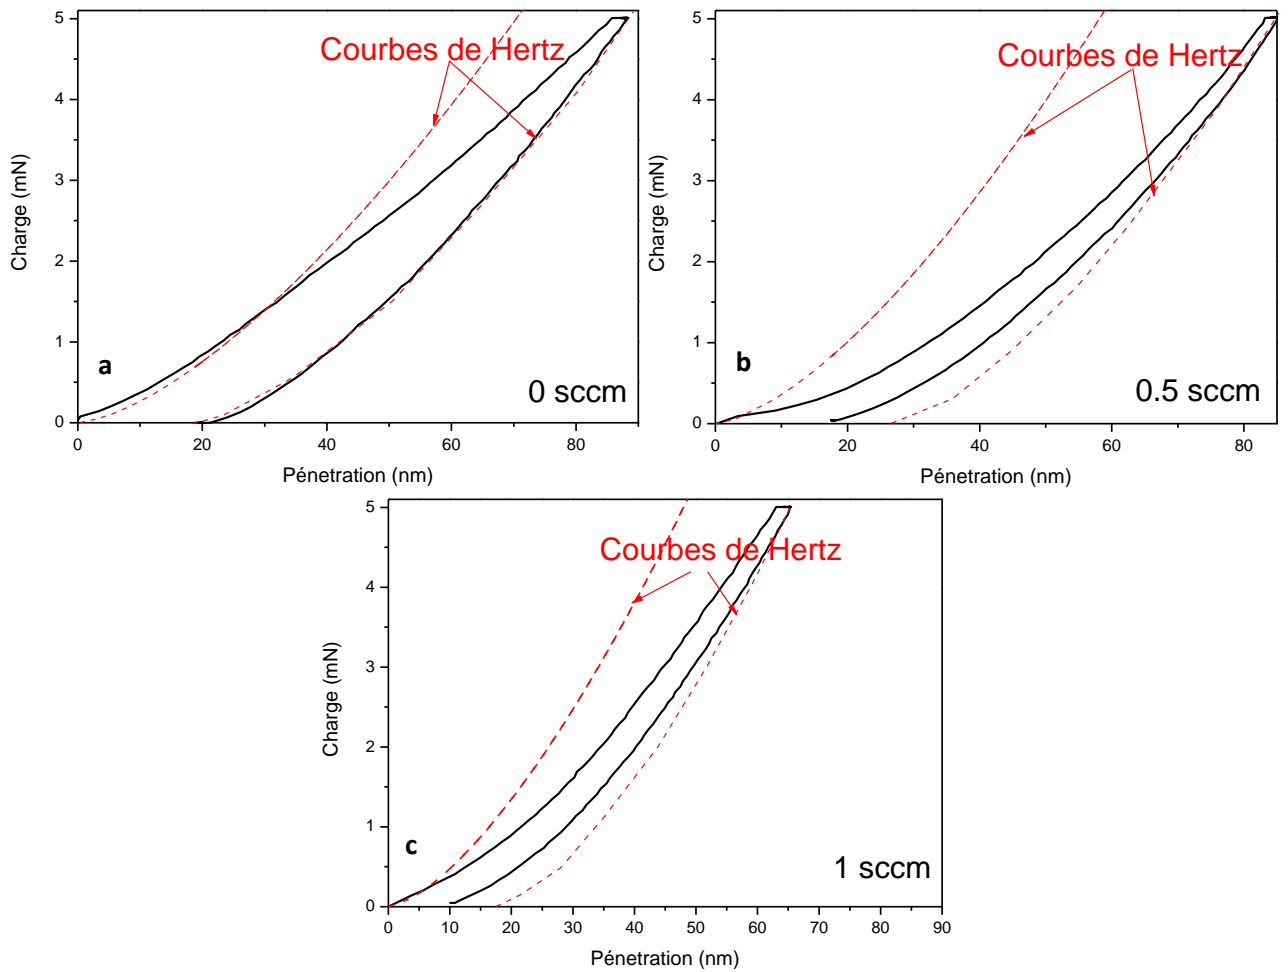 5
4
3
2
1
0
Charge (mN)
Courbes de Hertz
a
0 sccm
0 20 40 60 80
Pénetration (nm)
5
4
3
2
1
0
Charge (mN)
Courbes de Hertz
b
0.5 sccm
0 20 40 60 80
Pénetration (nm)
5
4
3
2
1
0
Charge (mN)
Courbes de Hertz
c
1 sccm
0 10 20 30 40 50 60 70 80 90
Pénetration (nm)